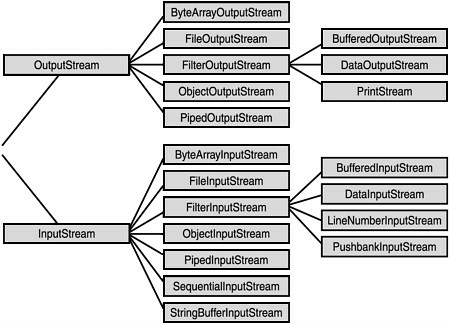 OutputStream
ByteArrayOutputStream
FileOutputStream
FilterOutputStream
ObjectOutputStream
PipedOutputStream
BufferedOutputStream
DataOutputStream
PrintStream
InputStream
ByteArrayInputStream
FileInputStream
FilterInputStream
ObjectInputStream
PipedInputStream
SequentialInputStream
StringBufferInputStream
BufferedInputStream
DataInputStream
LineNumberInputStream
PushbankInputStream